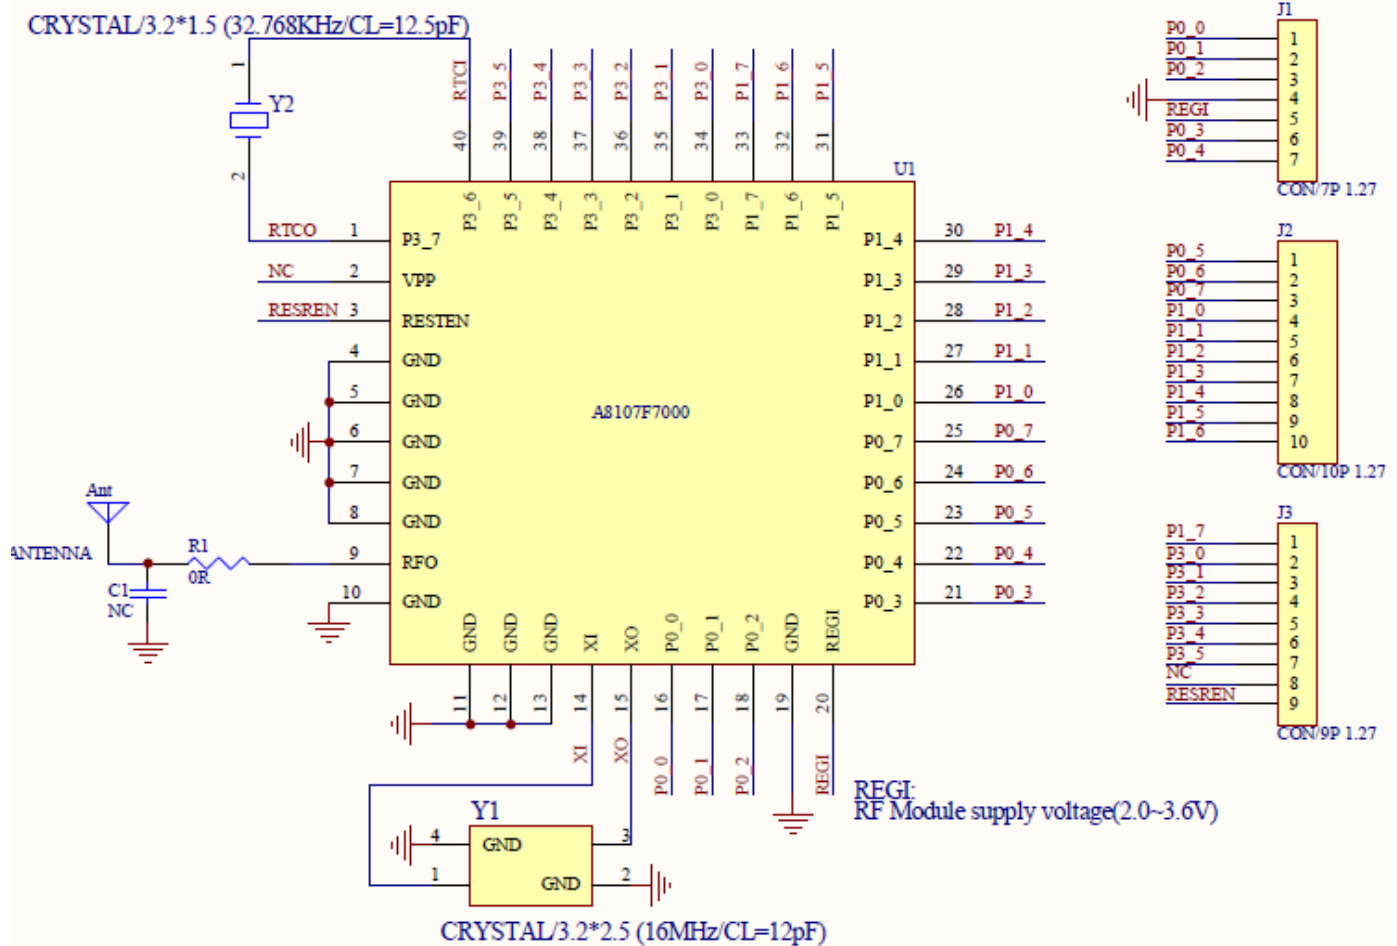 CRYSTAL/3.2*1.5 (32.768KHz/CL=12.5pF)
1
Y2
2
RTCI
P3_5
P3_4
P3_3
P3_2
P3_1
P3_0
P1_7
P1_6
P1_5
40
39
38
37
36
35
34
33
32
31
U1
P3_6
P3_5
P3_4
P3_3
P3_2
P3_1
P3_0
P1_7
P1_6
P1_5
RTCO 1 P3_7
NC 2 VPP
RESREN 3 RESTEN
4 GND
5 GND
6 GND
7 GND
8 GND
9 RFO
10 GND
A8107F7000
P1_4 30 P1_4
P1_3 29 P1_3
P1_2 28 P1_2
P1_1 27 P1_1
P1_0 26 P1_0
P0_7 25 P0_7
P0_6 24 P0_6
P0_5 23 P0_5
P0_4 22 P0_4
P0_3 21 P0_3
Ant
ANTENNA
R1
0R
C1
NC
GND
GND
GND
XI
XO
P0_0
P0_1
P0_2
GND
REGI
11
12
13
14
15
16
17
18
19
20
XI
XO
P0_0
P0_1
P0_2
REGI
REGI:
RF Module supply voltage(2.0~3.6V)
Y1
4 GND 3
1 GND 2
CRYSTAL/3.2*2.5 (16MHz/CL=12pF)
J1
P0_0 1
P0_1 2
P0_2 3
4
REGI 5
P0_3 6
P0_4 7
CON/7P 1.27
J2
P0_5 1
P0_6 2
P0_7 3
P1_0 4
P1_1 5
P1_2 6
P1_3 7
P1_4 8
P1_5 9
P1_6 10
CON/10P 1.27
J3
P1_7 1
P3_0 2
P3_1 3
P3_2 4
P3_3 5
P3_4 6
P3_5 7
NC 8
RESREN 9
CON/9P 1.27